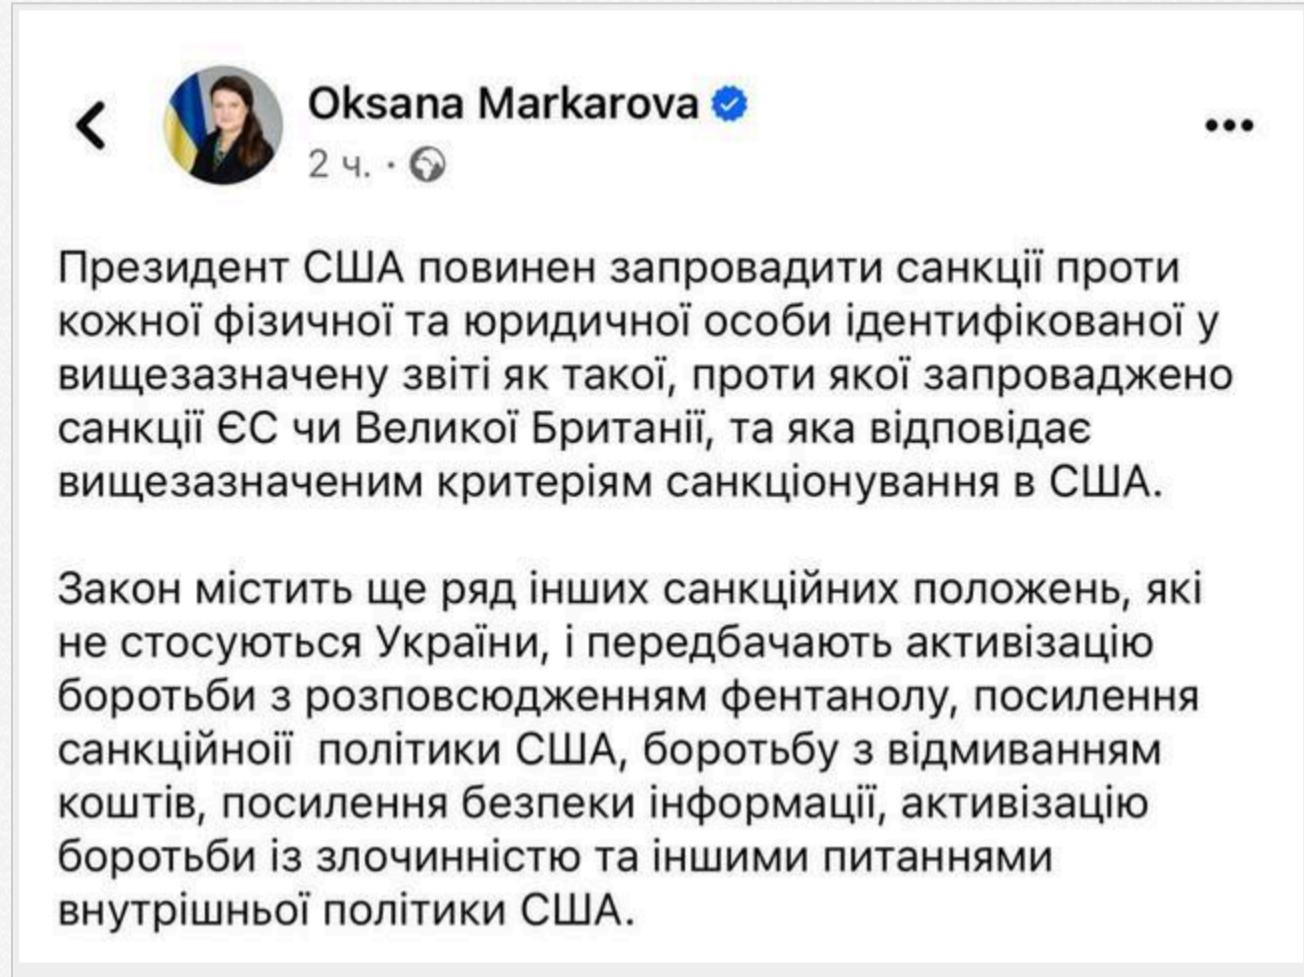 Oksana Markarova
2 ч. ·
Президент США повинен запровадити санкції проти
кожної фізичної та юридичної особи ідентифікованої у
вищезазначену звіті як такої, проти якої запроваджено
санкції ЄС чи Великої Британії, та яка відповідає
вищезазначеним критеріям санкціонування в США.
Закон містить ще ряд інших санкційних положень, які
не стосуються України, і передбачають активізацію
боротьби з розповсюдженням фентанолу, посилення
санкційноії  політики США, боротьбу з відмиванням
коштів, посилення безпеки інформації, активізацію
боротьби із злочинністю та іншими питаннями
внутрішньої політики США.